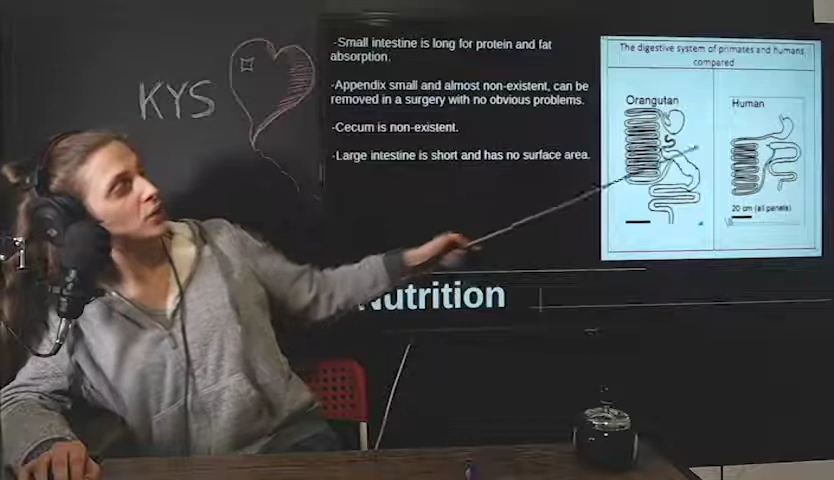 KYS
-Small intestine is long for protein and fat
absorption.
-Appendix small and almost non-existent, can be
removed in a surgery with no obvious problems.
-Cecum is non-existent.
-Large intestine is short and has no surface area.
The digestive system of primates and humans
compared
Orangutan
Human
20 cm (all panels)
Nutrition